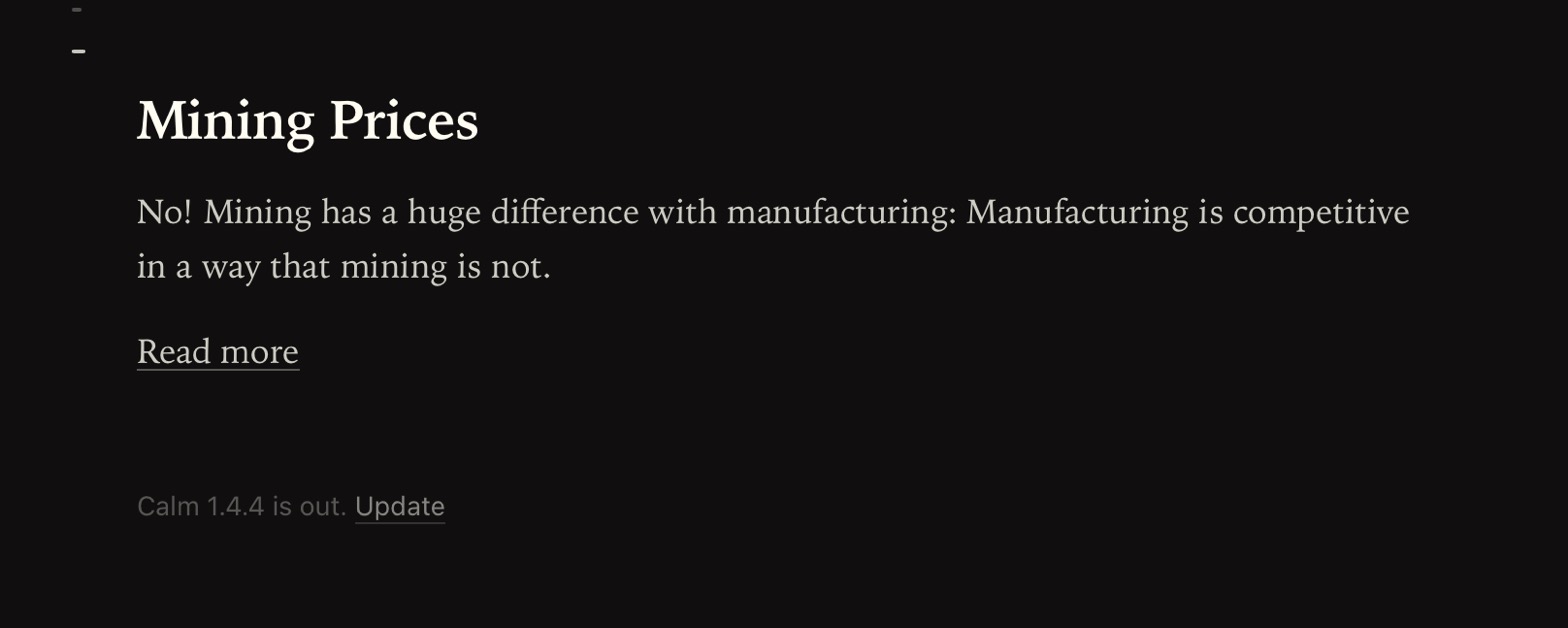 Mining Prices
No! Mining has a huge difference with manufacturing: Manufacturing is competitive
in a way that mining is not.
Read more
Calm 1.4.4 is out. Update